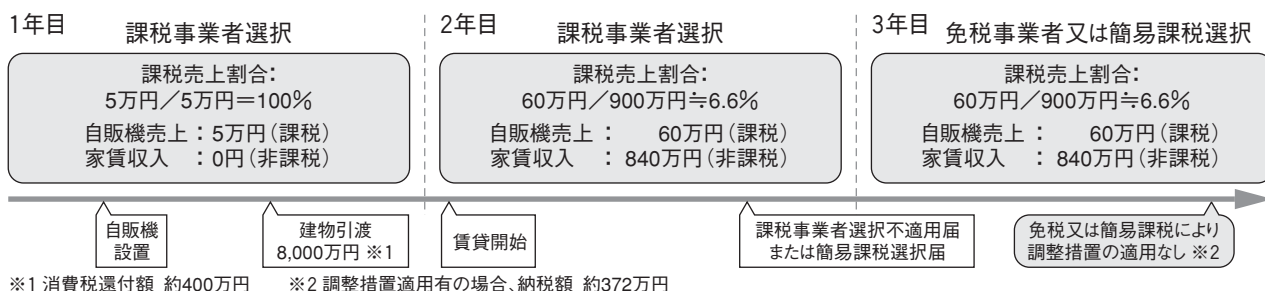 1年目 課税事業者選択
課税売上割合:
5万円／5万円＝100%
自販機売上：5万円（課税）
家賃収入 ：0円（非課税）
2年目 課税事業者選択
課税売上割合:
60万円／900万円≒6.6%
自販機売上： 60万円（課税）
家賃収入 ： 840万円（非課税）
3年目 免税事業者又は簡易課税選択
課税売上割合:
60万円／900万円≒6.6%
自販機売上： 60万円（課税）
家賃収入 ： 840万円（非課税）
自販機
設置
建物引渡
8,000万円 ※1
賃貸開始
課税事業者選択不適用届
または簡易課税選択届
免税又は簡易課税により
調整措置の適用なし ※2
※1 消費税還付額 約400万円 ※2 調整措置適用有の場合、納税額 約372万円